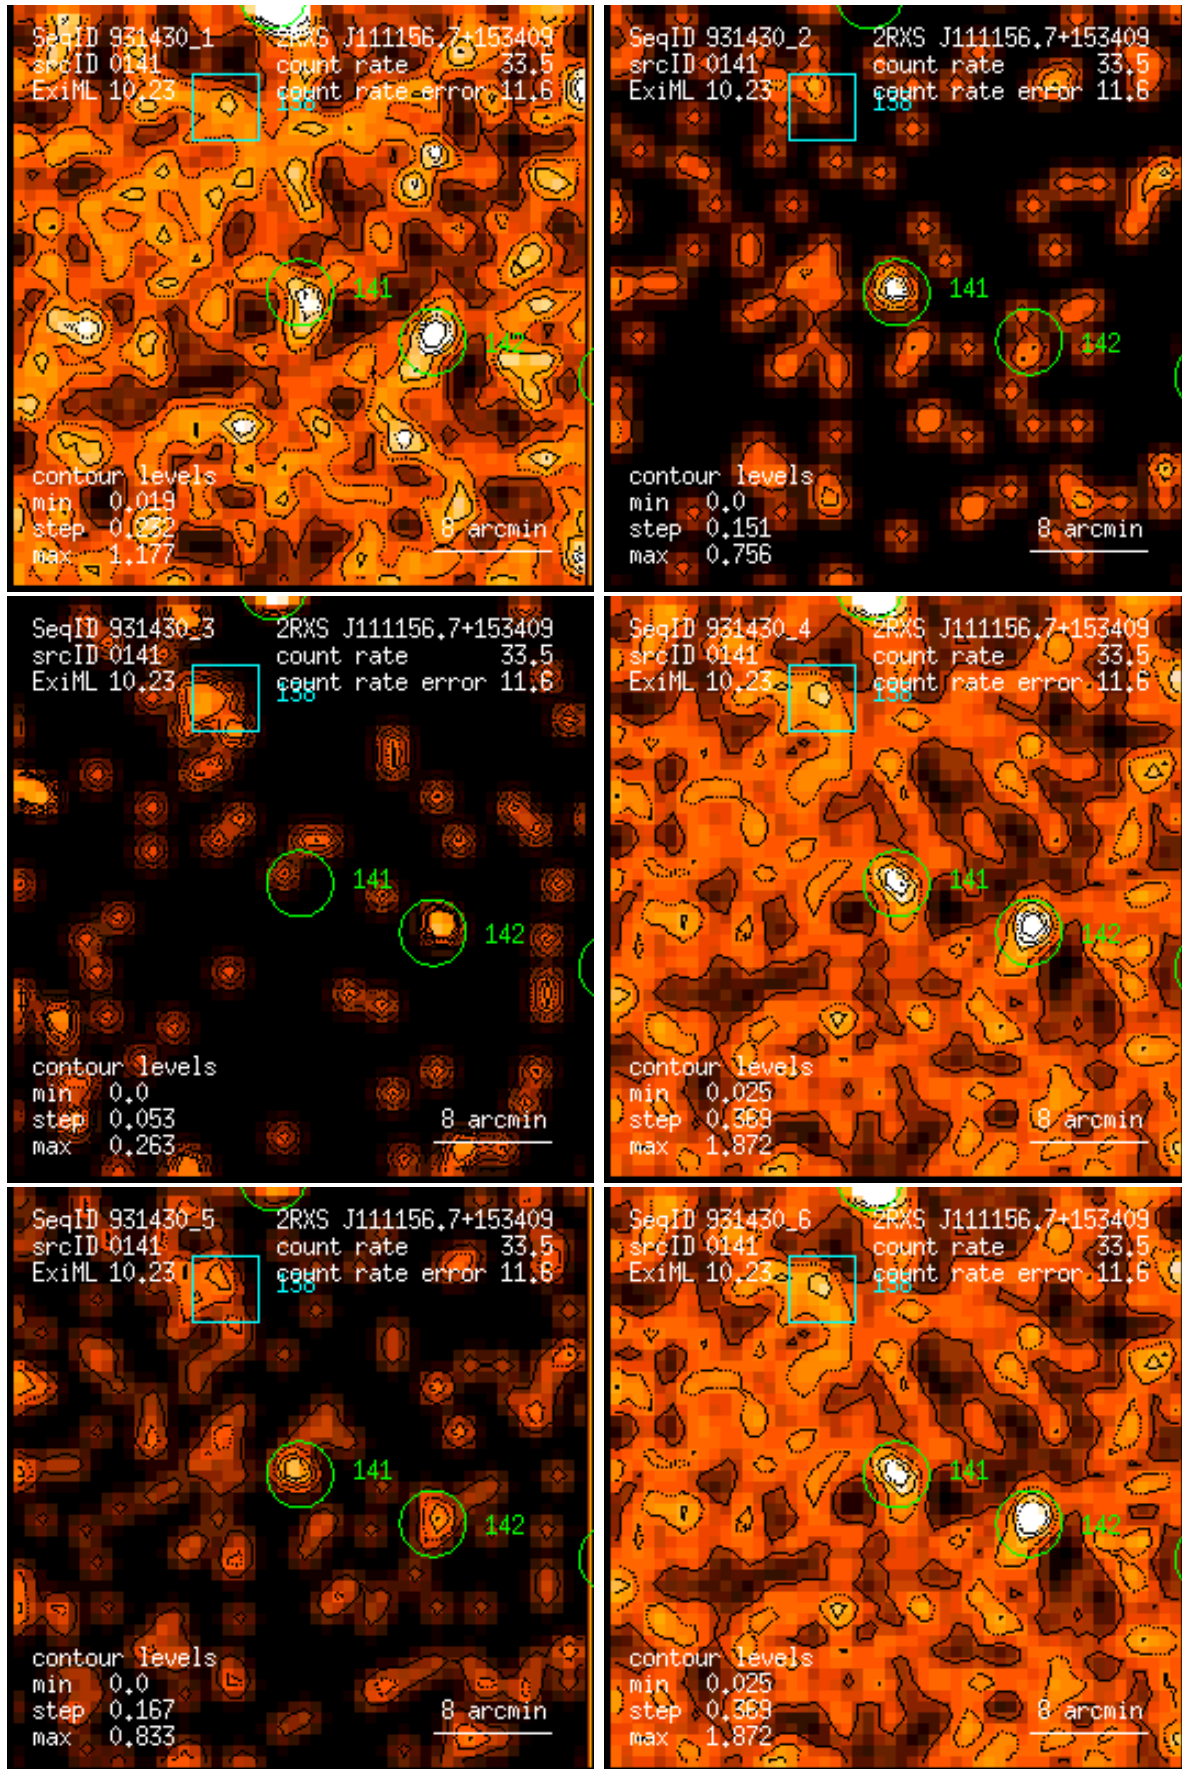 SeqID 931430_1 2RXS J111156.7+153409
srcID 0141 count rate 33.5
ExiML 10.23 count rate error 11.6
138
141
142
contour levels
min 0.019
step 0.232
max 1.177
8 arcmin
SeqID 931430_2 2RXS J111156.7+153409
srcID 0141 count rate 33.5
ExiML 10.23 count rate error 11.6
138
141
142
contour levels
min 0.0
step 0.151
max 0.756
8 arcmin
SeqID 931430_3 2RXS J111156.7+153409
srcID 0141 count rate 33.5
ExiML 10.23 count rate error 11.6
138
141
142
contour levels
min 0.0
step 0.053
max 0.263
8 arcmin
SeqID 931430_4 2RXS J111156.7+153409
srcID 0141 count rate 33.5
ExiML 10.23 count rate error 11.6
138
141
142
contour levels
min 0.025
step 0.369
max 1.872
8 arcmin
SeqID 931430_5 2RXS J111156.7+153409
srcID 0141 count rate 33.5
ExiML 10.23 count rate error 11.6
138
141
142
contour levels
min 0.0
step 0.167
max 0.833
8 arcmin
SeqID 931430_6 2RXS J111156.7+153409
srcID 0141 count rate 33.5
ExiML 10.23 count rate error 11.6
138
141
142
contour levels
min 0.025
step 0.369
max 1.872
8 arcmin